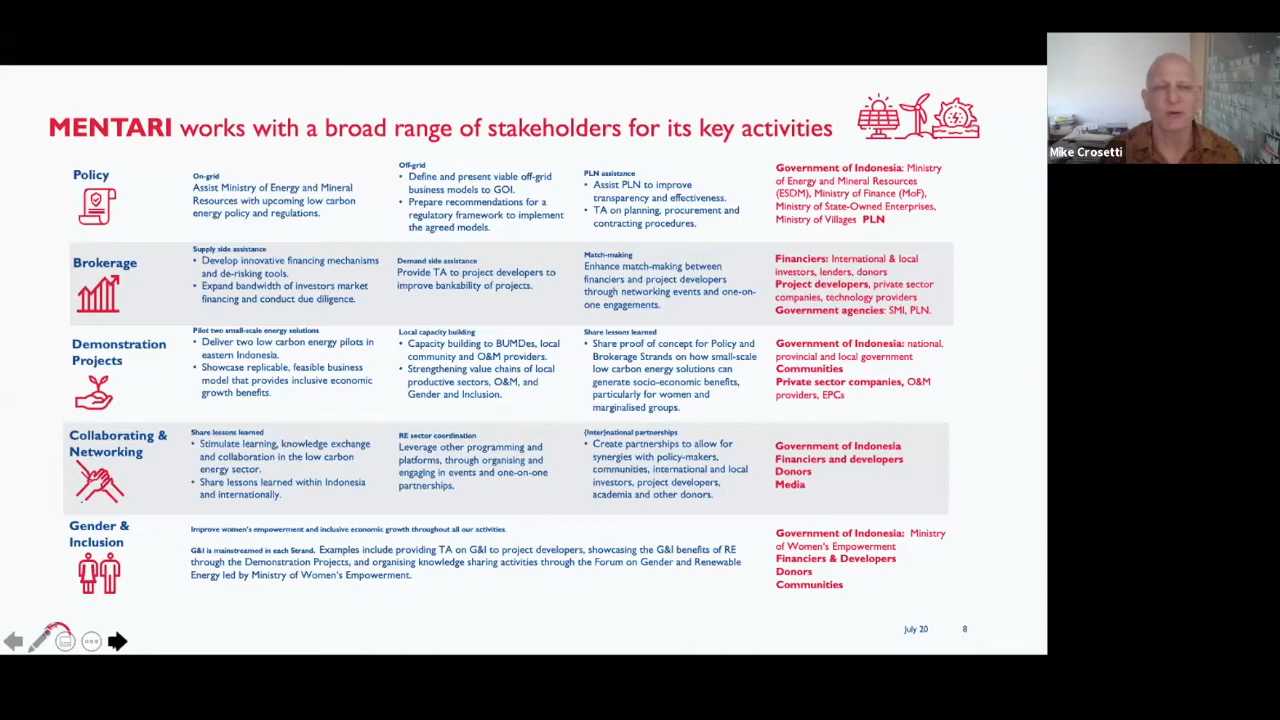 MENTARI works with a broad range of stakeholders for its key activities
Mike Crosetti
Policy
On-grid
Assist Ministry of Energy and Mineral
Resources with upcoming low carbon
energy policy and regulations.
Off-grid
• Define and present viable off-grid
business models to GOI.
• Prepare recommendations for a
regulatory framework to implement
the agreed models.
PLN assistance
• Assist PLN to improve
transparency and effectiveness.
• TA on planning, procurement and
contracting procedures.
Government of Indonesia: Ministry
of Energy and Mineral Resources
(ESDM), Ministry of Finance (MoF),
Ministry of State-Owned Enterprises,
Ministry of Villages PLN
Brokerage
Supply side assistance
• Develop innovative financing mechanisms
and de-risking tools.
• Expand bandwidth of investors market
financing and conduct due diligence.
Demand side assistance
Provide TA to project developers to
improve bankability of projects.
Match-making
Enhance match-making between
financiers and project developers
through networking events and one-on-
one engagements.
Financiers: International & local
investors, lenders, donors
Project developers, private sector
companies, technology providers
Government agencies: SMI, PLN.
Demonstration
Projects
Pilot two small-scale energy solutions
• Deliver two low carbon energy pilots in
eastern Indonesia.
• Showcase replicable, feasible business
model that provides inclusive economic
growth benefits.
Local capacity building
• Capacity building to BUMDes, local
community and O&M providers.
• Strengthening value chains of local
productive sectors, O&M, and
Gender and Inclusion.
Share lessons learned
• Share proof of concept for Policy and
Brokerage Strands on how small-scale
low carbon energy solutions can
generate socio-economic benefits,
particularly for women and
marginalised groups.
Government of Indonesia: national,
provincial and local government
Communities
Private sector companies, O&M
providers, EPCs
Collaborating &
Networking
Share lessons learned
• Stimulate learning, knowledge exchange
and collaboration in the low carbon
energy sector.
• Share lessons learned within Indonesia
and internationally.
RE sector coordination
Leverage other programming and
platforms, through organising and
engaging in events and one-on-one
partnerships.
(Inter)national partnerships
• Create partnerships to allow for
synergies with policy-makers,
communities, international and local
investors, project developers,
academia and other donors.
Government of Indonesia
Financiers and developers
Donors
Media
Gender &
Inclusion
Improve women's empowerment and inclusive economic growth throughout all our activities.
G&I is mainstreamed in each Strand. Examples include providing TA on G&I to project developers, showcasing the G&I benefits of RE
through the Demonstration Projects, and organising knowledge sharing activities through the Forum on Gender and Renewable
Energy led by Ministry of Women's Empowerment.
Government of Indonesia: Ministry
of Women's Empowerment
Financiers & Developers
Donors
Communities
July 20 8